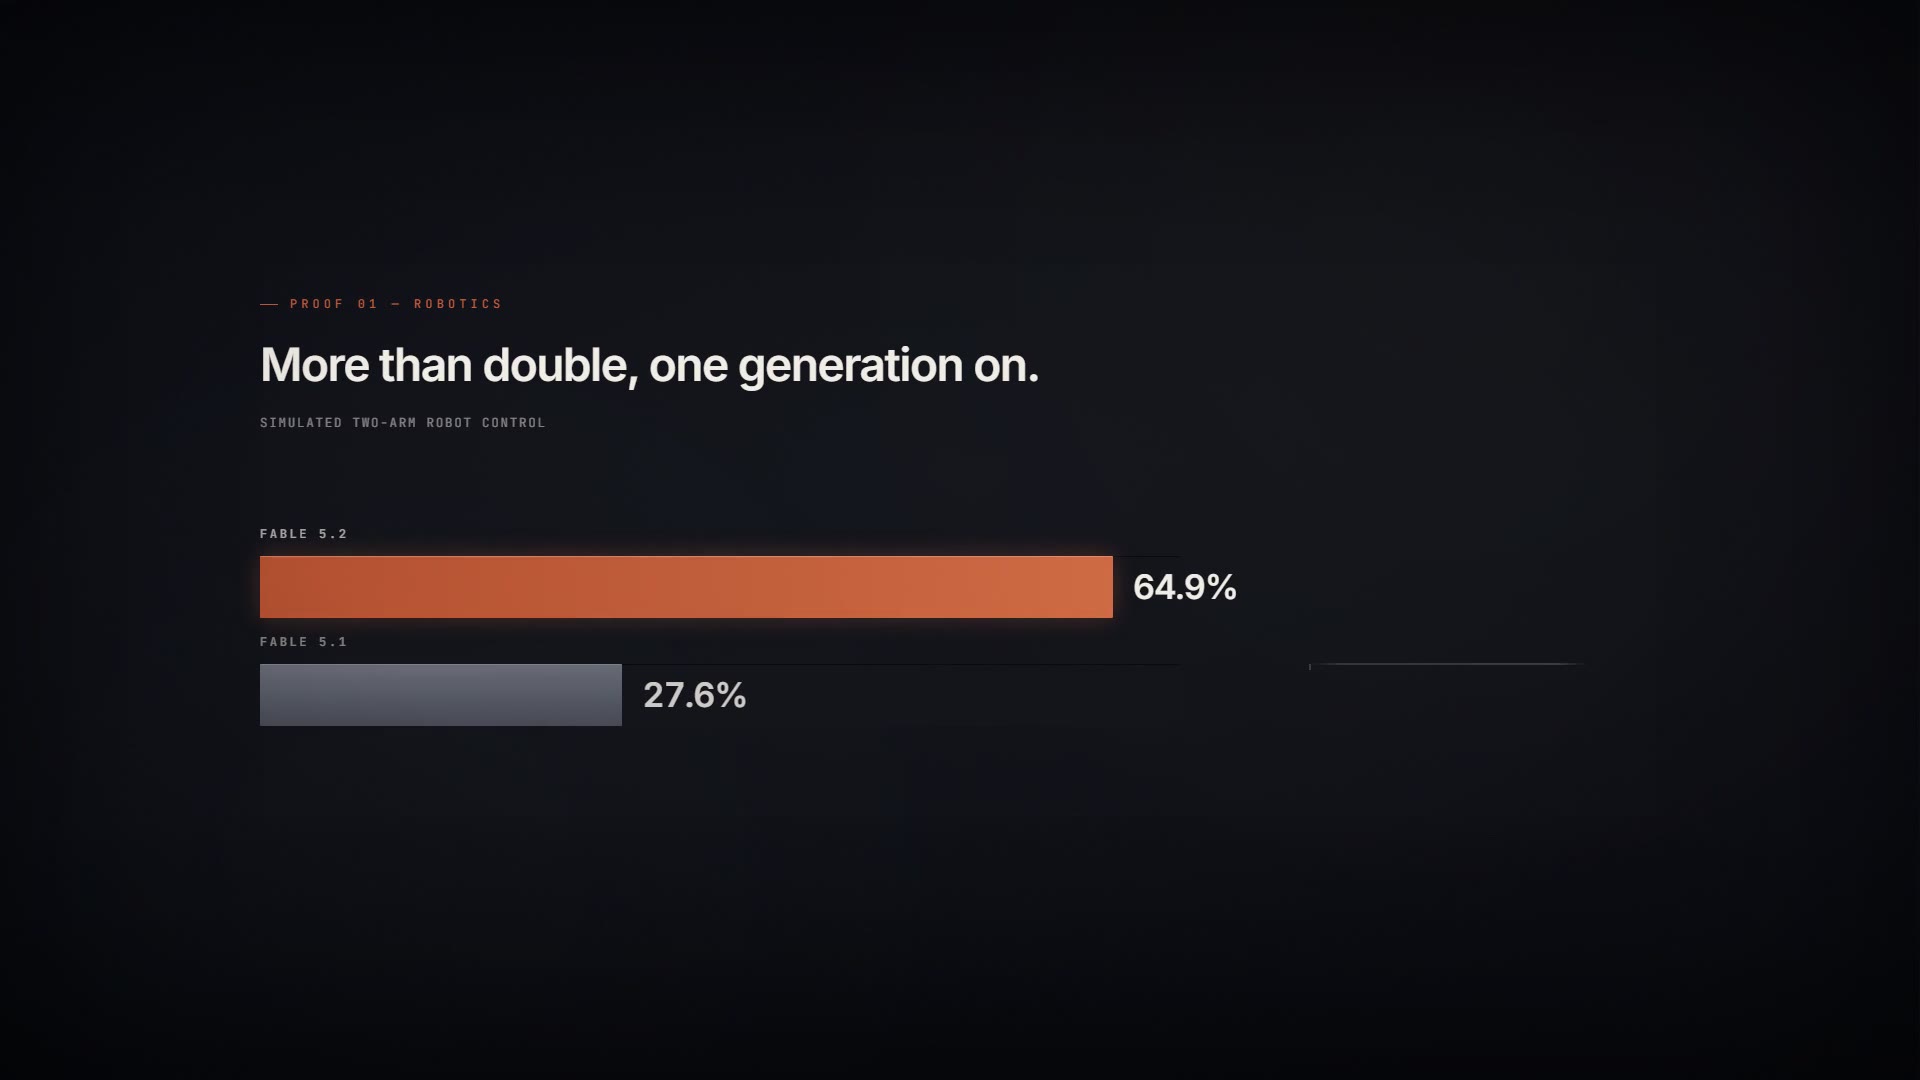 — PROOF 01 — ROBOTICS
More than double, one generation on.
SIMULATED TWO-ARM ROBOT CONTROL
FABLE 5.2
64.9%
FABLE 5.1
27.6%